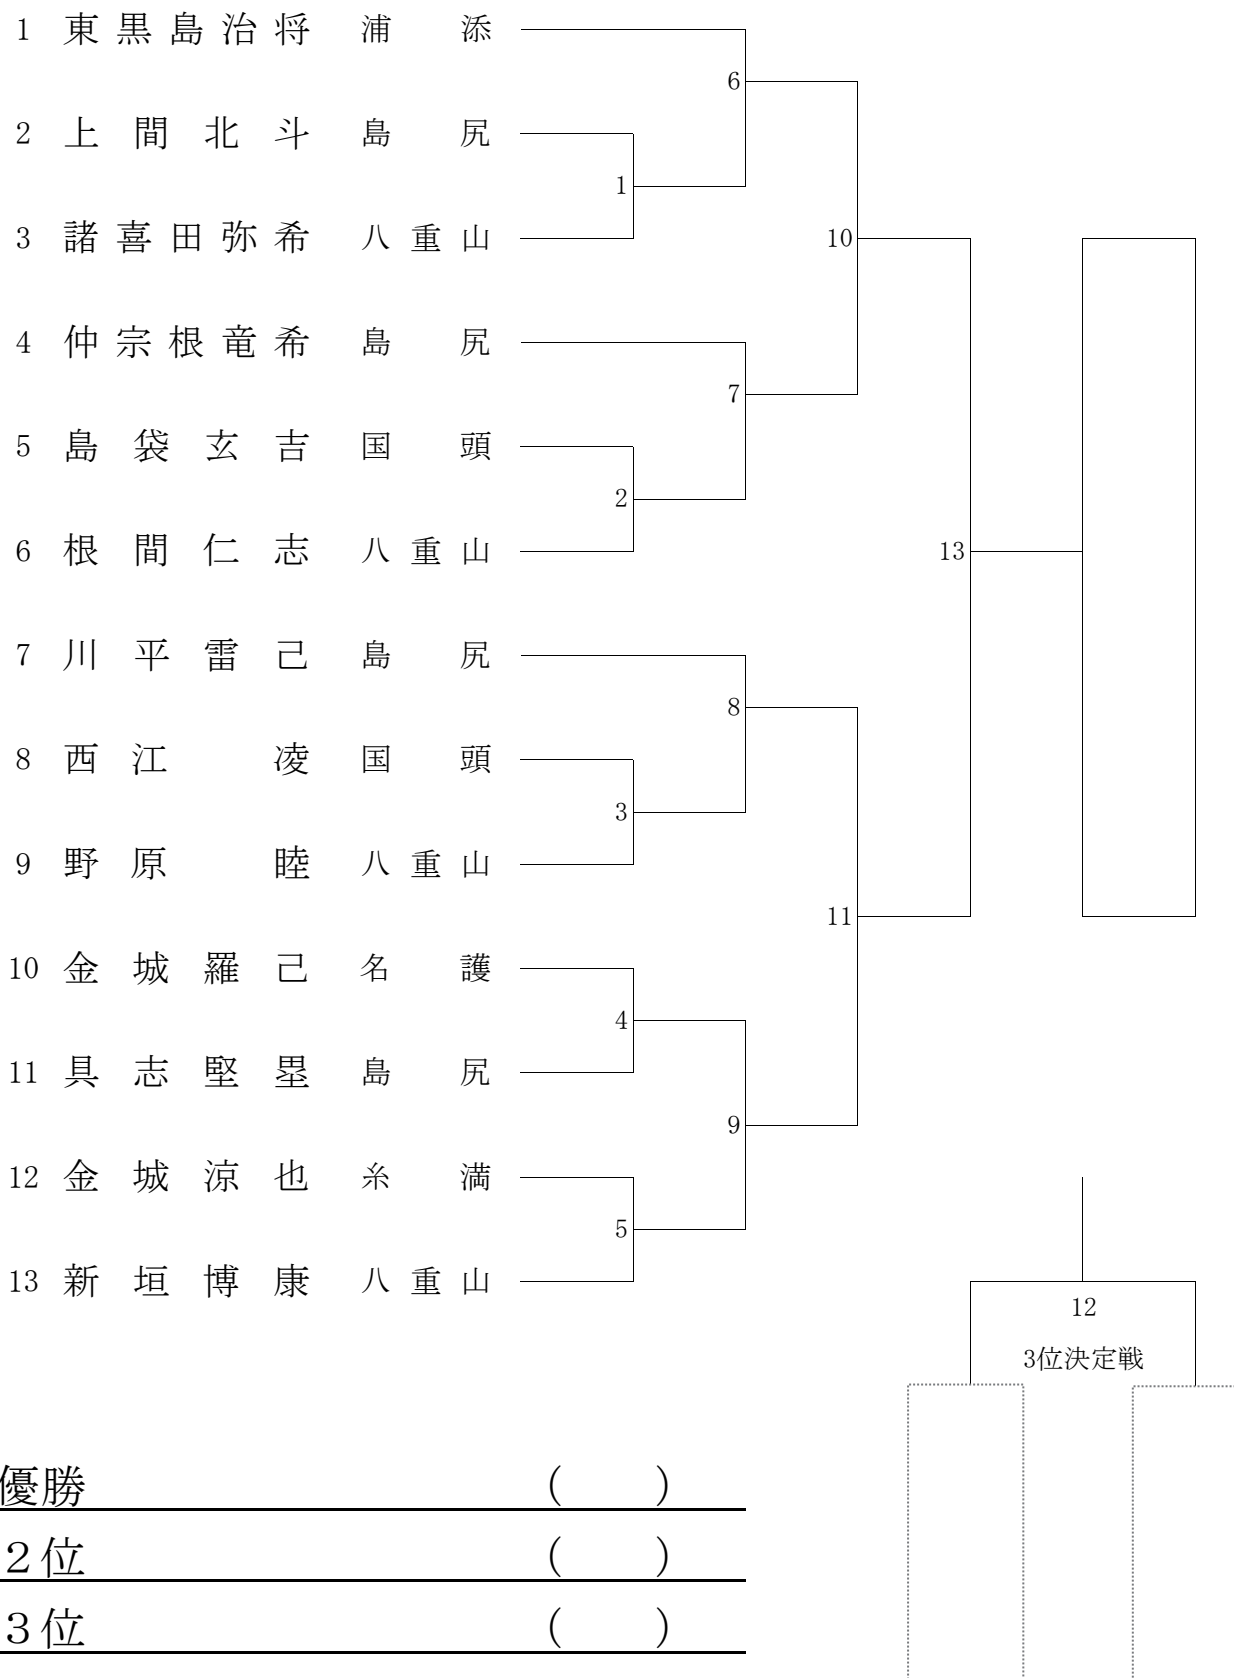 1 東黒島治将 浦添
6
2 上間北斗 島尻
1
3 諸喜田弥希 八重山
10
4 仲宗根竜希 島尻
7
5 島袋玄吉 国頭
2
6 根間仁志 八重山
13
7 川平雷己 島尻
8
8 西江凌 国頭
3
9 野原睦 八重山
11
10 金城羅己 名護
4
11 具志堅塁 島尻
9
12 金城涼也 糸満
5
13 新垣博康 八重山
12
3位決定戦
優勝 ( )
2位 ( )
3位 ( )